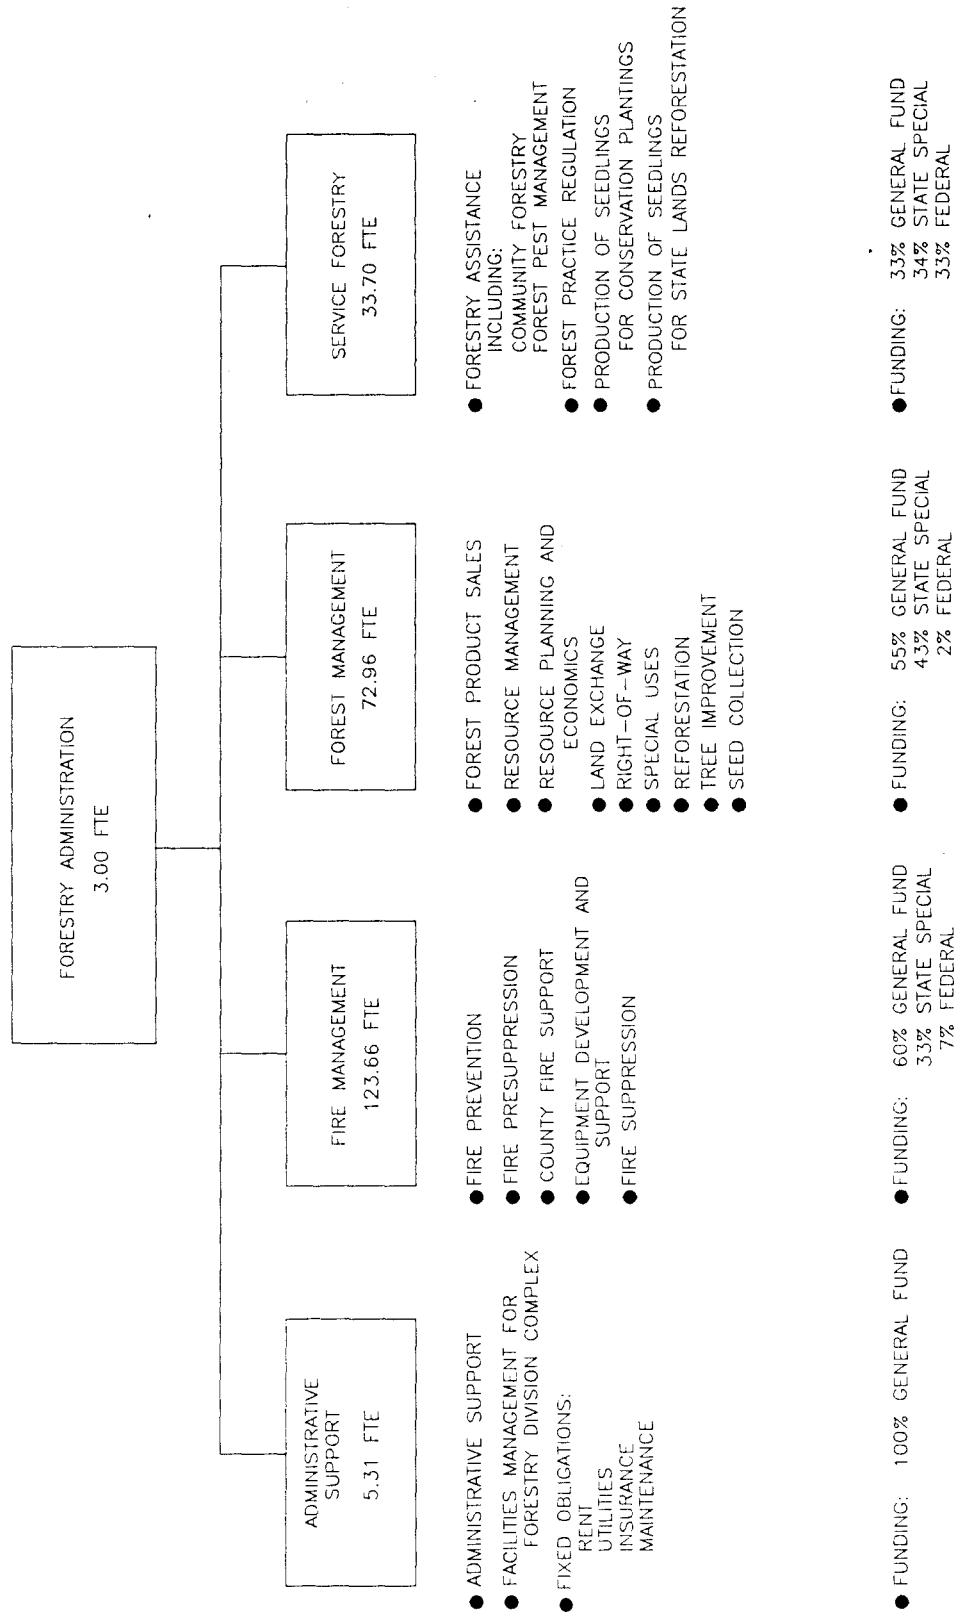 FORESTRY ADMINISTRATION
3.00 FTE
ADMINISTRATIVE
SUPPORT
5.31 FTE
● ADMINISTRATIVE SUPPORT
● FACILITIES MANAGEMENT FOR
FORESTRY DIVISION COMPLEX
● FIXED OBLIGATIONS:
RENT
UTILITIES
INSURANCE
MAINTENANCE
● FUNDING: 100% GENERAL FUND
FIRE MANAGEMENT
123.66 FTE
● FIRE PREVENTION
● FIRE PRESUPPRESSION
● COUNTY FIRE SUPPORT
● EQUIPMENT DEVELOPMENT AND
SUPPORT
● FIRE SUPPRESSION
● FUNDING: 60% GENERAL FUND
33% STATE SPECIAL
7% FEDERAL
FOREST MANAGEMENT
72.96 FTE
● FOREST PRODUCT SALES
● RESOURCE MANAGEMENT
● RESOURCE PLANNING AND
ECONOMICS
● LAND EXCHANGE
● RIGHT-OF-WAY
● SPECIAL USES
● REFORESTATION
● TREE IMPROVEMENT
● SEED COLLECTION
● FUNDING: 55% GENERAL FUND
43% STATE SPECIAL
2% FEDERAL
SERVICE FORESTRY
33.70 FTE
● FORESTRY ASSISTANCE
INCLUDING:
COMMUNITY FORESTRY
FOREST PEST MANAGEMENT
● FOREST PRACTICE REGULATION
● PRODUCTION OF SEEDLINGS
FOR CONSERVATION PLANTINGS
● PRODUCTION OF SEEDLINGS
FOR STATE LANDS REFORESTATION
● FUNDING: 33% GENERAL FUND
34% STATE SPECIAL
33% FEDERAL